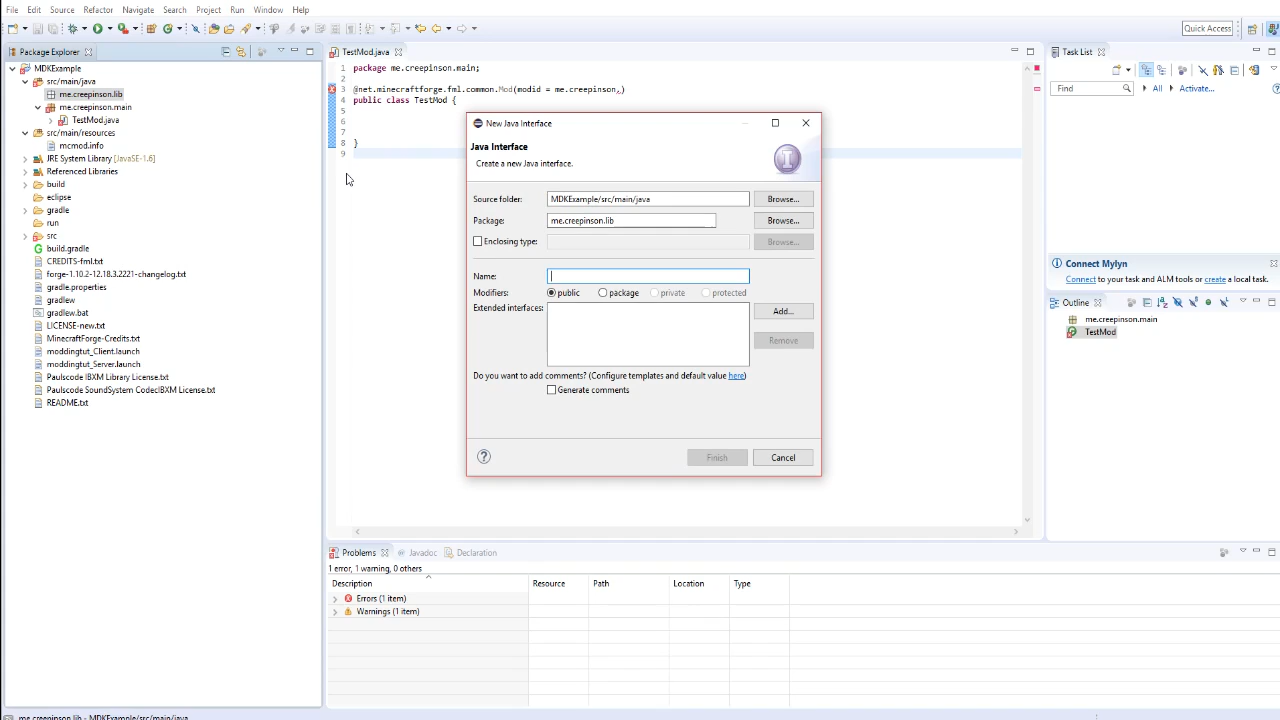 File Edit Source Refactor Navigate Search Project Run Window Help
Quick Access
Package Explorer
MDKExample
src/main/java
me.creepinson.lib
me.creepinson.main
TestMod.java
src/main/resources
mcmod.info
JRE System Library [JavaSE-1.6]
Referenced Libraries
build
eclipse
gradle
run
src
build.gradle
CREDITS-fml.txt
forge-1.10.2-12.18.3.2221-changelog.txt
gradle.properties
gradlew
gradlew.bat
LICENSE-new.txt
MinecraftForge-Credits.txt
moddingtut_Client.launch
moddingtut_Server.launch
Paulscode IBXM Library License.txt
Paulscode SoundSystem CodecIBXM License.txt
README.txt
TestMod.java
1 package me.creepinson.main;
2
3 @net.minecraftforge.fml.common.Mod(modid = me.creepinson,)
4 public class TestMod {
5
6
7
8 }
9
New Java Interface
Java Interface
Create a new Java interface.
Source folder: MDKExample/src/main/java Browse...
Package: me.creepinson.lib Browse...
Enclosing type: Browse...
Name:
Modifiers: public package private protected
Extended interfaces: Add...
Remove
Do you want to add comments? (Configure templates and default value here)
Generate comments
? Finish Cancel
Task List
Find All Activate...
Connect Mylyn
Connect to your task and ALM tools or create a local task.
Outline
me.creepinson.main
TestMod
Problems Javadoc Declaration
1 error, 1 warning, 0 others
Description Resource Path Location Type
Errors (1 item)
Warnings (1 item)
me.creepinson.lib - MDKExample/src/main/java